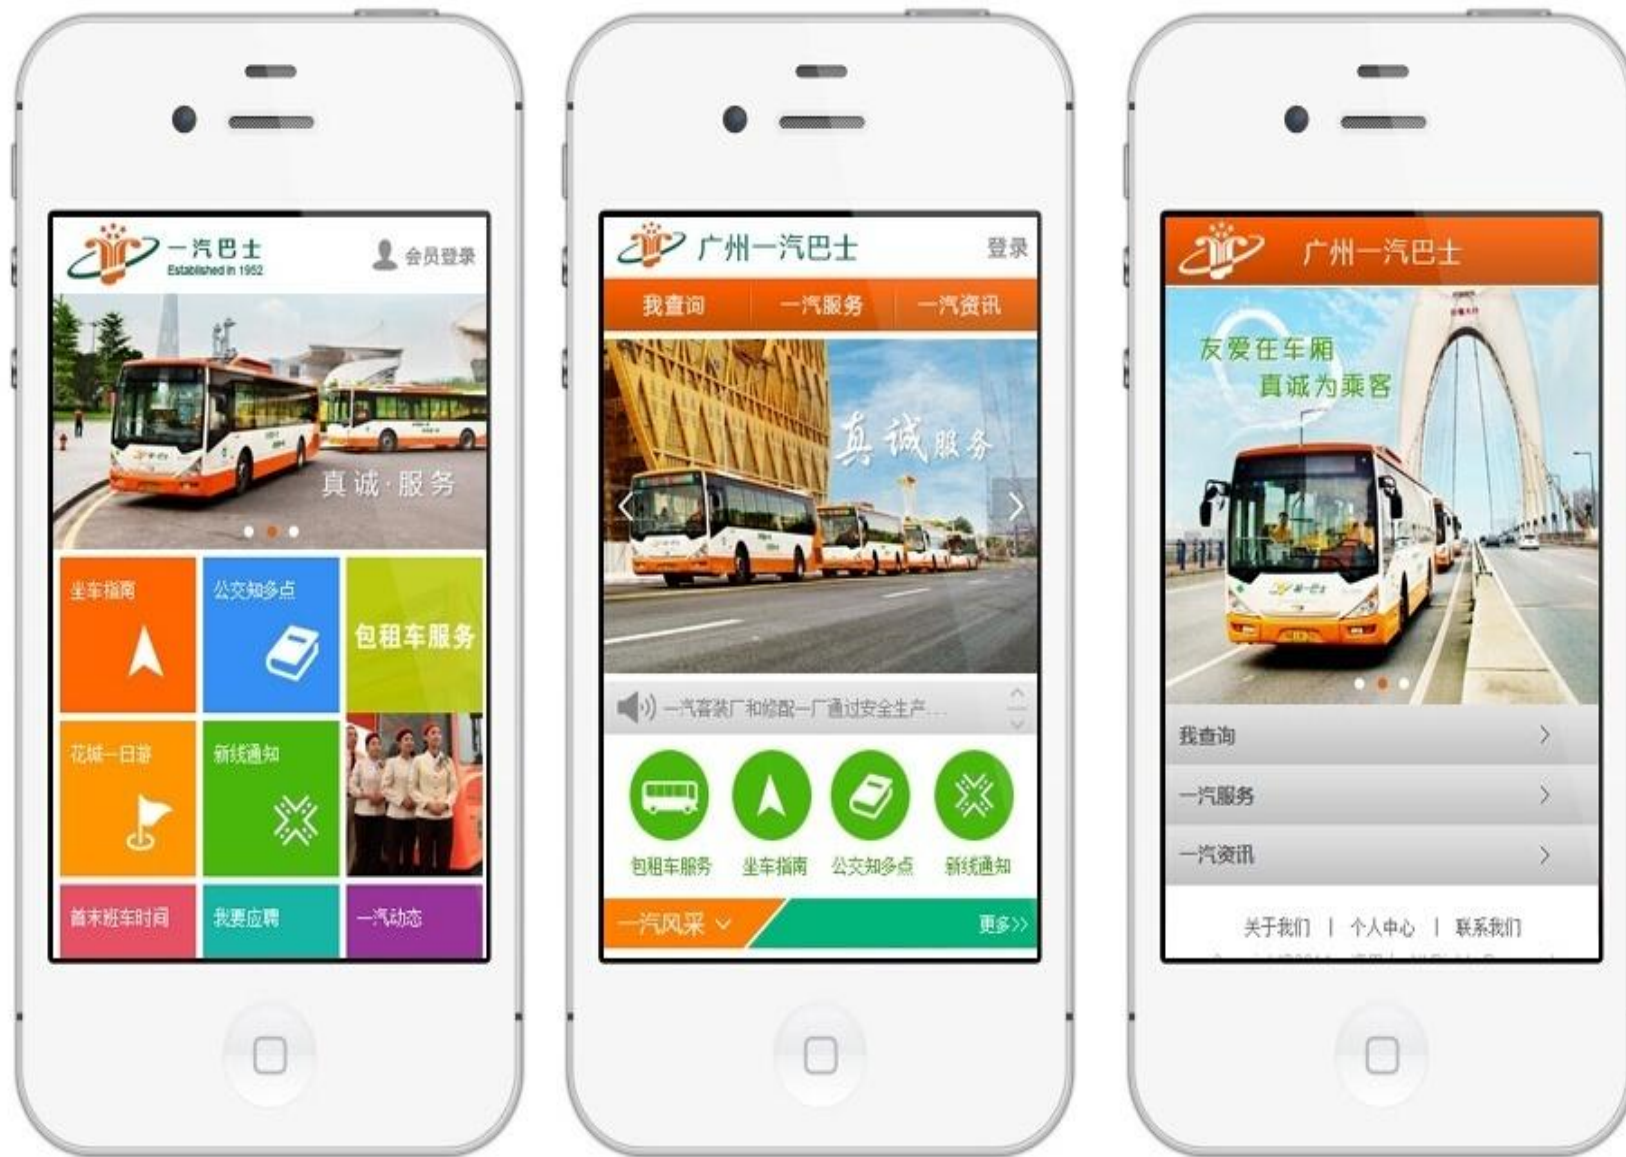 一汽巴士
Established in 1952
会员登录
真诚·服务
坐车指南
公交知多点
包租车服务
花城一日游
新线通知
首末班车时间
我要应聘
一汽动态
广州一汽巴士
登录
我查询
一汽服务
一汽资讯
真诚服务
一汽客装厂和修配一厂通过安全生产...
包租车服务
坐车指南
公交知多点
新线通知
一汽风采
更多>>
广州一汽巴士
友爱在车厢
真诚为乘客
我查询
一汽服务
一汽资讯
关于我们 | 个人中心 | 联系我们